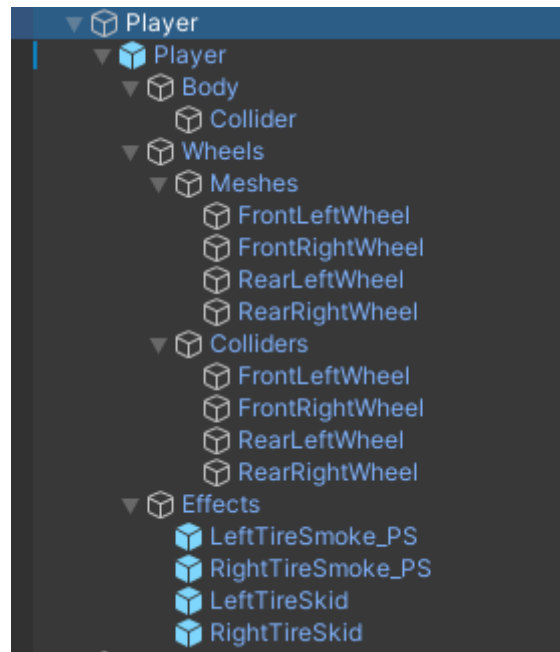 Player
Player
Body
Collider
Wheels
Meshes
FrontLeftWheel
FrontRightWheel
RearLeftWheel
RearRightWheel
Colliders
FrontLeftWheel
FrontRightWheel
RearLeftWheel
RearRightWheel
Effects
LeftTireSmoke_PS
RightTireSmoke_PS
LeftTireSkid
RightTireSkid